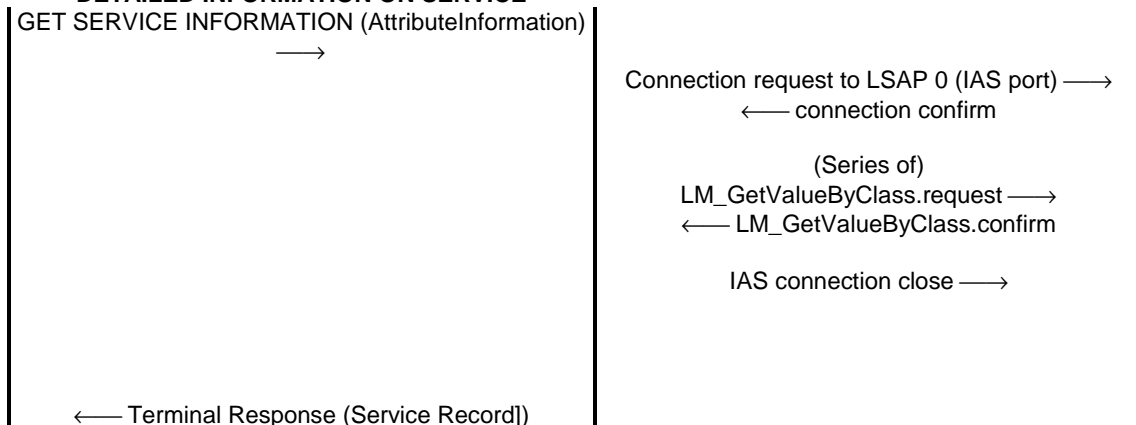 DETAILED INFORMATION ON SERVICE
GET SERVICE INFORMATION (AttributeInformation)
⎯⎯→
Connection request to LSAP 0 (IAS port) ⎯⎯→
←⎯⎯ connection confirm
(Series of)
LM_GetValueByClass.request ⎯⎯→
←⎯⎯ LM_GetValueByClass.confirm
IAS connection close ⎯⎯→
←⎯⎯ Terminal Response (Service Record])